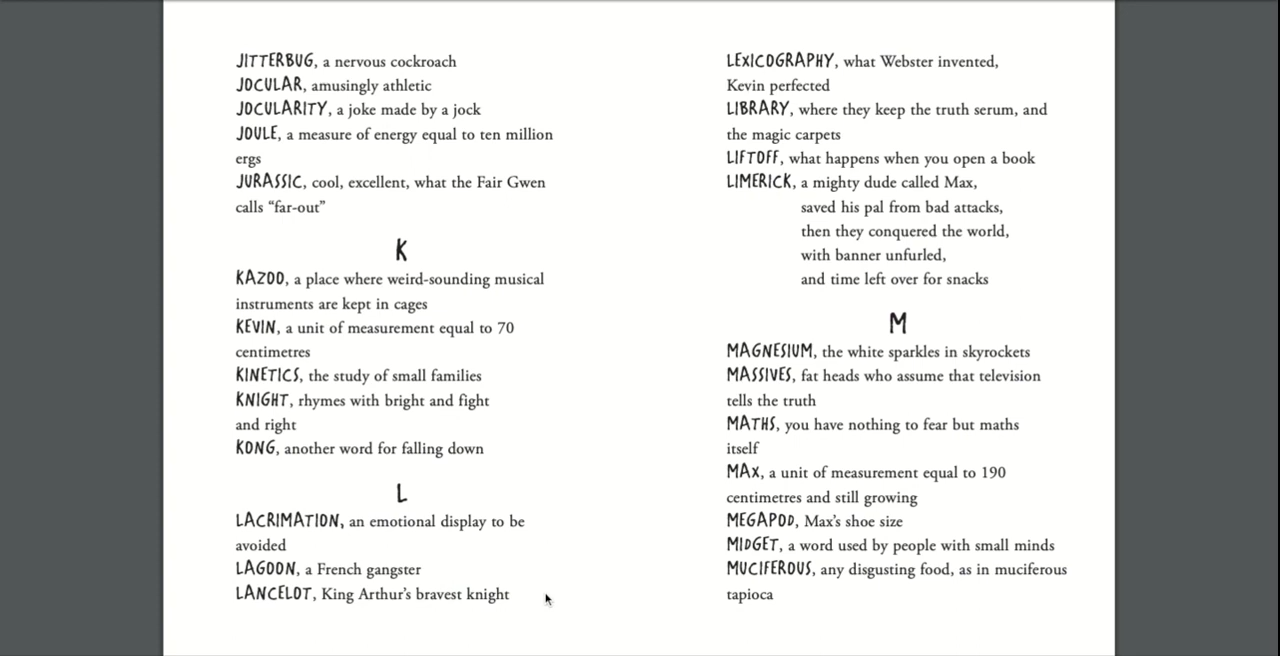 JITTERBUG, a nervous cockroach
JOCULAR, amusingly athletic
JOCULARITY, a joke made by a jock
JOULE, a measure of energy equal to ten million
ergs
JURASSIC, cool, excellent, what the Fair Gwen
calls “far-out”
K
KAZOO, a place where weird-sounding musical
instruments are kept in cages
KEVIN, a unit of measurement equal to 70
centimetres
KINETICS, the study of small families
KNIGHT, rhymes with bright and fight
and right
KONG, another word for falling down
L
LACRIMATION, an emotional display to be
avoided
LAGOON, a French gangster
LANCELOT, King Arthur’s bravest knight
LEXICOGRAPHY, what Webster invented,
Kevin perfected
LIBRARY, where they keep the truth serum, and
the magic carpets
LIFTOFF, what happens when you open a book
LIMERICK, a mighty dude called Max,
saved his pal from bad attacks,
then they conquered the world,
with banner unfurled,
and time left over for snacks
M
MAGNESIUM, the white sparkles in skyrockets
MASSIVES, fat heads who assume that television
tells the truth
MATHS, you have nothing to fear but maths
itself
MAX, a unit of measurement equal to 190
centimetres and still growing
MEGAPOD, Max’s shoe size
MIDGET, a word used by people with small minds
MUCIFEROUS, any disgusting food, as in muciferous
tapioca